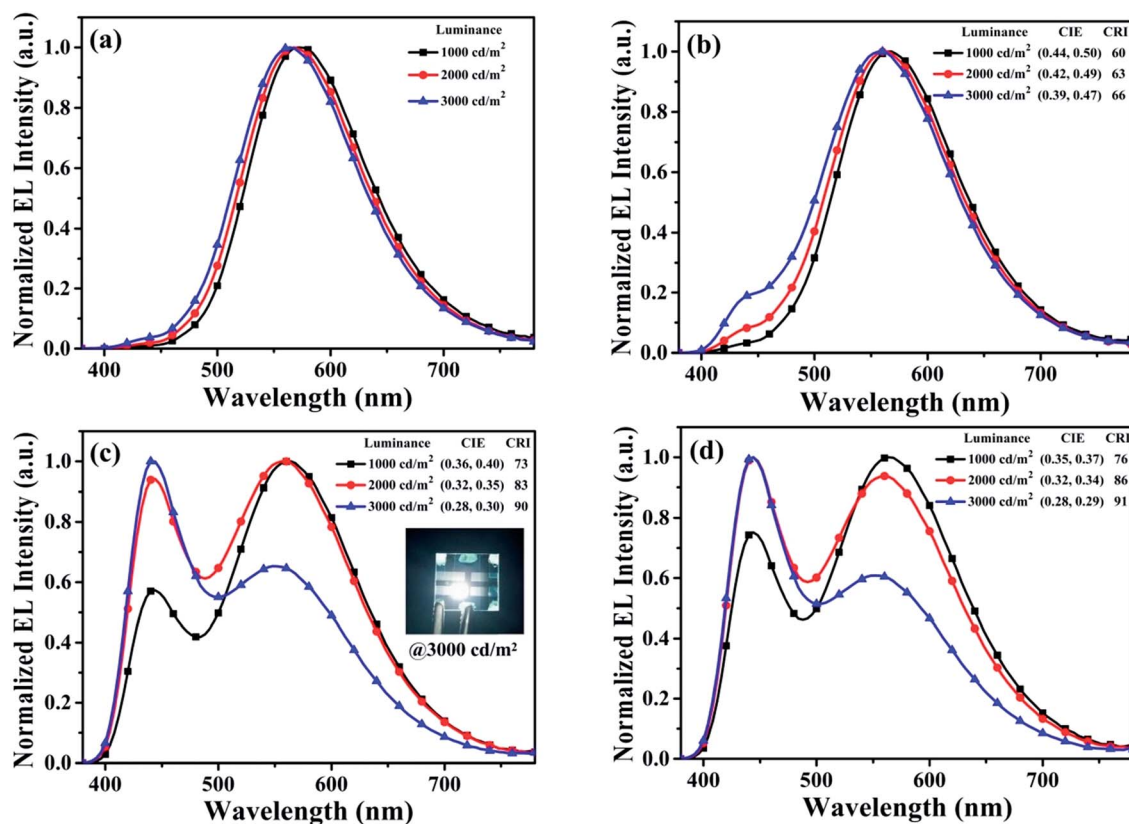 (a)
Luminance
1000 cd/m²
2000 cd/m²
3000 cd/m²
Normalized EL Intensity (a.u.)
1.0
0.8
0.6
0.4
0.2
0.0
400 500 600 700
Wavelength (nm)
(b)
Luminance CIE CRI
1000 cd/m² (0.44, 0.50) 60
2000 cd/m² (0.42, 0.49) 63
3000 cd/m² (0.39, 0.47) 66
Normalized EL Intensity (a.u.)
1.0
0.8
0.6
0.4
0.2
0.0
400 500 600 700
Wavelength (nm)
(c)
Luminance CIE CRI
1000 cd/m² (0.36, 0.40) 73
2000 cd/m² (0.32, 0.35) 83
3000 cd/m² (0.28, 0.30) 90
@3000 cd/m²
Normalized EL Intensity (a.u.)
1.0
0.8
0.6
0.4
0.2
0.0
400 500 600 700
Wavelength (nm)
(d)
Luminance CIE CRI
1000 cd/m² (0.35, 0.37) 76
2000 cd/m² (0.32, 0.34) 86
3000 cd/m² (0.28, 0.29) 91
Normalized EL Intensity (a.u.)
1.0
0.8
0.6
0.4
0.2
0.0
400 500 600 700
Wavelength (nm)